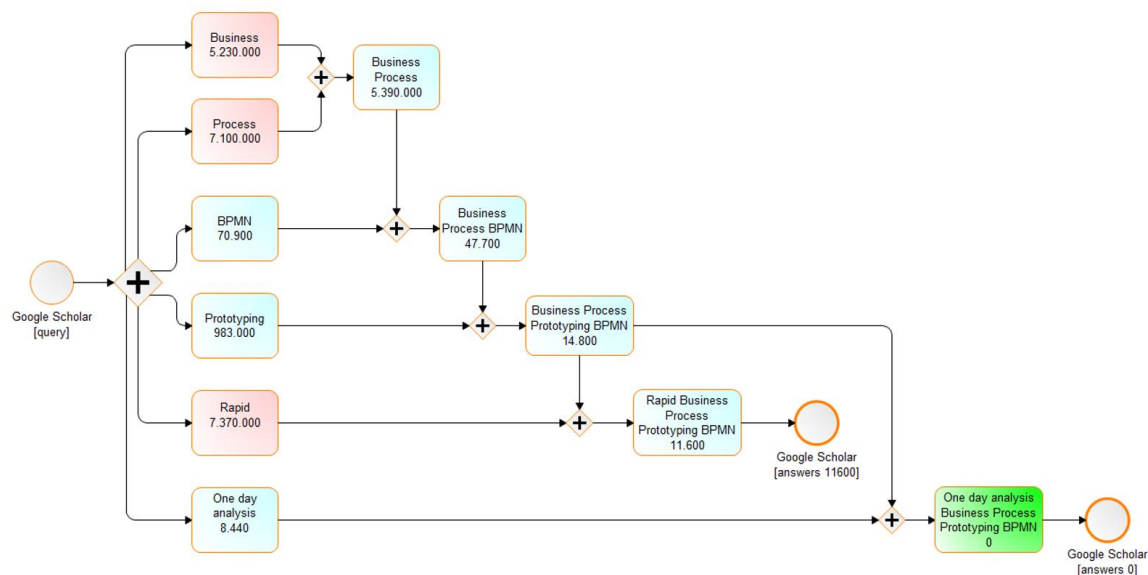 Business
5.230.000
Business
Process
5.390.000
Process
7.100.000
BPMN
70.900
Business
Process BPMN
47.700
Google Scholar
[query]
Prototyping
983.000
Business Process
Prototyping BPMN
14.800
Rapid
7.370.000
Rapid Business
Process
Prototyping BPMN
11.600
Google Scholar
[answers 11600]
One day
analysis
8.440
One day analysis
Business Process
Prototyping BPMN
0
Google Scholar
[answers 0]